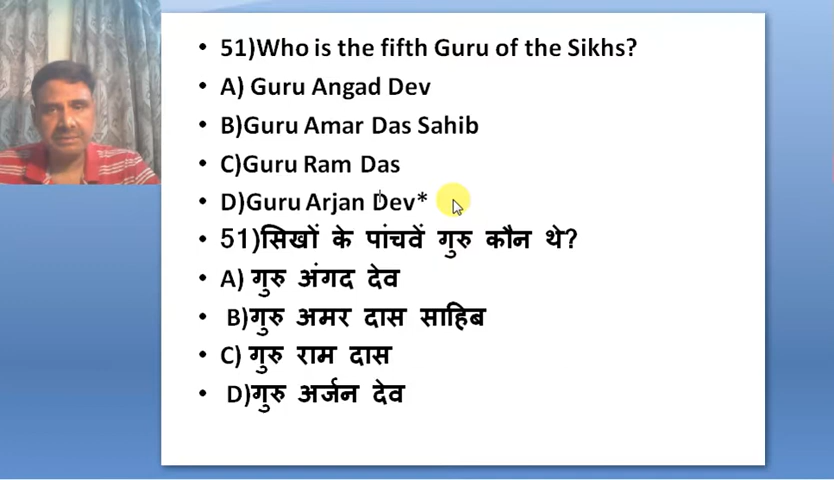 51)Who is the fifth Guru of the Sikhs?
A) Guru Angad Dev
B)Guru Amar Das Sahib
C)Guru Ram Das
D)Guru Arjan Dev*
51)सिखों के पांचवें गुरु कौन थे?
A) गुरु अंगद देव
B)गुरु अमर दास साहिब
C) गुरु राम दास
D)गुरु अर्जन देव